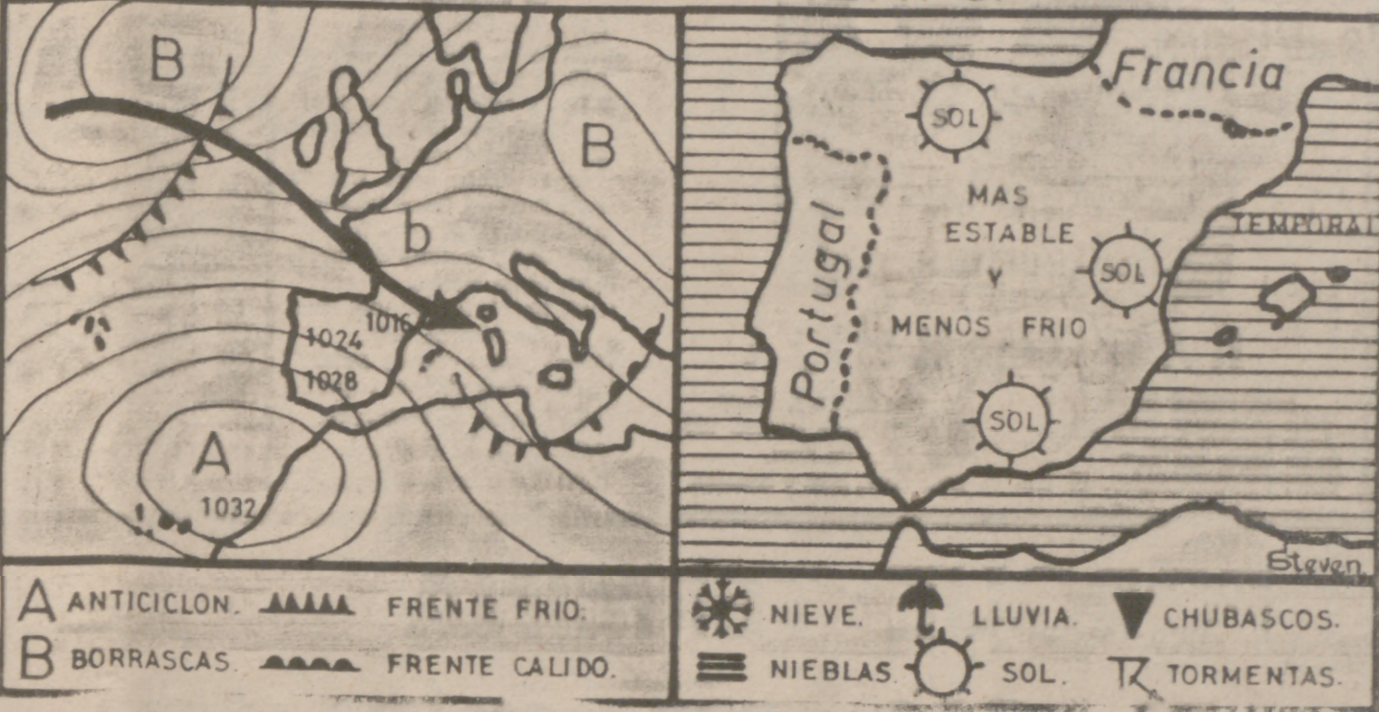 B
B
b
1016
1024
1028
A
1032
A ANTICICLON. FRENTE FRIO.
B BORRASCAS. FRENTE CALIDO.
Francia
SOL
MAS
ESTABLE
Y
MENOS FRIO
TEMPORAL
SOL
Portugal
SOL
Steven
NIEVE. LLUVIA. CHUBASCOS.
NIEBLAS. SOL. TORMENTAS.